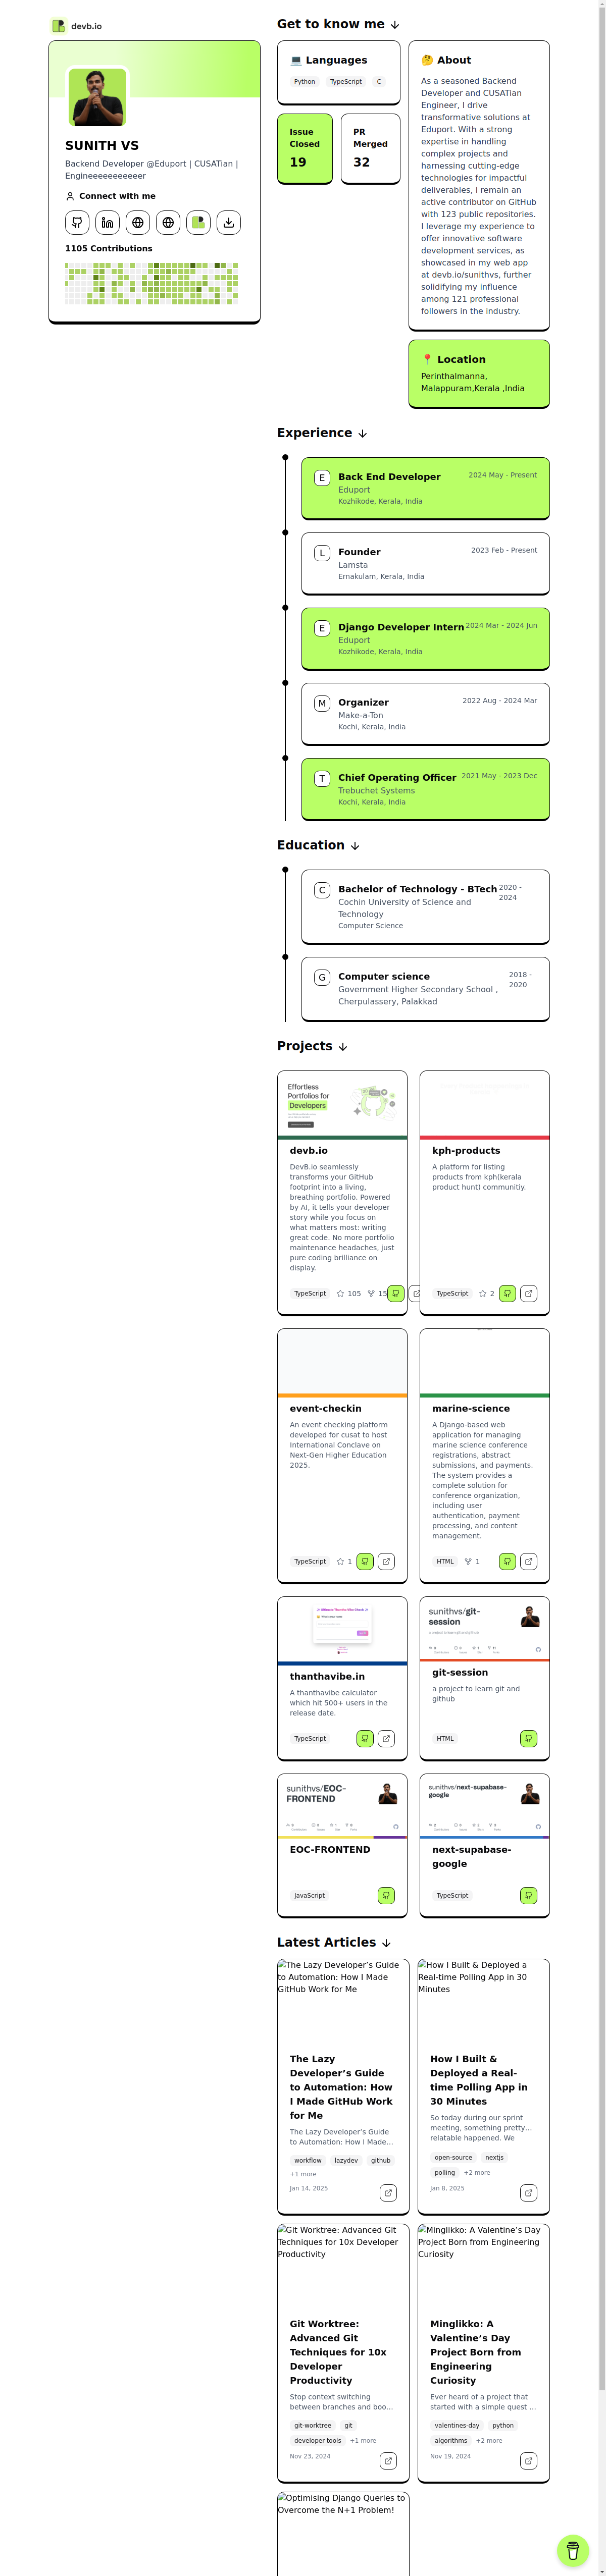 devb.io
SUNITH VS
Backend Developer @Eduport | CUSATian |
Engineeeeeeeeeeer
Connect with me
1105 Contributions
Get to know me
💻 Languages
Python TypeScript C
Issue
Closed
19
PR
Merged
32
🤔 About
As a seasoned Backend
Developer and CUSATian
Engineer, I drive
transformative solutions at
Eduport. With a strong
expertise in handling
complex projects and
harnessing cutting-edge
technologies for impactful
deliverables, I remain an
active contributor on GitHub
with 123 public repositories.
I leverage my experience to
offer innovative software
development services, as
showcased in my web app
at devb.io/sunithvs, further
solidifying my influence
among 121 professional
followers in the industry.
📍 Location
Perinthalmanna,
Malappuram,Kerala ,India
Experience
E
Back End Developer
2024 May - Present
Eduport
Kozhikode, Kerala, India
L
Founder
2023 Feb - Present
Lamsta
Ernakulam, Kerala, India
E
Django Developer Intern
2024 Mar - 2024 Jun
Eduport
Kozhikode, Kerala, India
M
Organizer
2022 Aug - 2024 Mar
Make-a-Ton
Kochi, Kerala, India
T
Chief Operating Officer
2021 May - 2023 Dec
Trebuchet Systems
Kochi, Kerala, India
Education
C
Bachelor of Technology - BTech
2020 -
2024
Cochin University of Science and
Technology
Computer Science
G
Computer science
2018 -
2020
Government Higher Secondary School ,
Cherpulassery, Palakkad
Projects
Effortless
Portfolios for
Developers
devb.io
DevB.io seamlessly
transforms your GitHub
footprint into a living,
breathing portfolio. Powered
by AI, it tells your developer
story while you focus on
what matters most: writing
great code. No more portfolio
maintenance headaches, just
pure coding brilliance on
display.
TypeScript 105 15
kph-products
A platform for listing
products from kph(kerala
product hunt) communitiy.
TypeScript 2
event-checkin
An event checking platform
developed for cusat to host
International Conclave on
Next-Gen Higher Education
2025.
TypeScript 1
marine-science
A Django-based web
application for managing
marine science conference
registrations, abstract
submissions, and payments.
The system provides a
complete solution for
conference organization,
including user
authentication, payment
processing, and content
management.
HTML 1
thanthavibe.in
A thanthavibe calculator
which hit 500+ users in the
release date.
TypeScript
sunithvs/git-
session
a project to learn git and github
git-session
a project to learn git and
github
HTML
sunithvs/EOC-
FRONTEND
EOC-FRONTEND
JavaScript
sunithvs/next-supabase-
google
next-supabase-
google
TypeScript
Latest Articles
The Lazy Developer's Guide
to Automation: How I Made
GitHub Work for Me
The Lazy
Developer's Guide
to Automation: How
I Made GitHub Work
for Me
The Lazy Developer's Guide
to Automation: How I Made...
workflow lazydev github
+1 more
Jan 14, 2025
How I Built & Deployed a
Real-time Polling App in 30
Minutes
How I Built &
Deployed a Real-
time Polling App in
30 Minutes
So today during our sprint
meeting, something pretty...
relatable happened. We
open-source nextjs
polling +2 more
Jan 8, 2025
Git Worktree: Advanced Git
Techniques for 10x Developer
Productivity
Git Worktree:
Advanced Git
Techniques for 10x
Developer
Productivity
Stop context switching
between branches and boo...
git-worktree git
developer-tools +1 more
Nov 23, 2024
Minglikko: A Valentine's Day
Project Born from Engineering
Curiosity
Minglikko: A
Valentine's Day
Project Born from
Engineering
Curiosity
Ever heard of a project that
started with a simple quest ...
valentines-day python
algorithms +2 more
Nov 19, 2024
Optimising Django Queries to
Overcome the N+1 Problem!